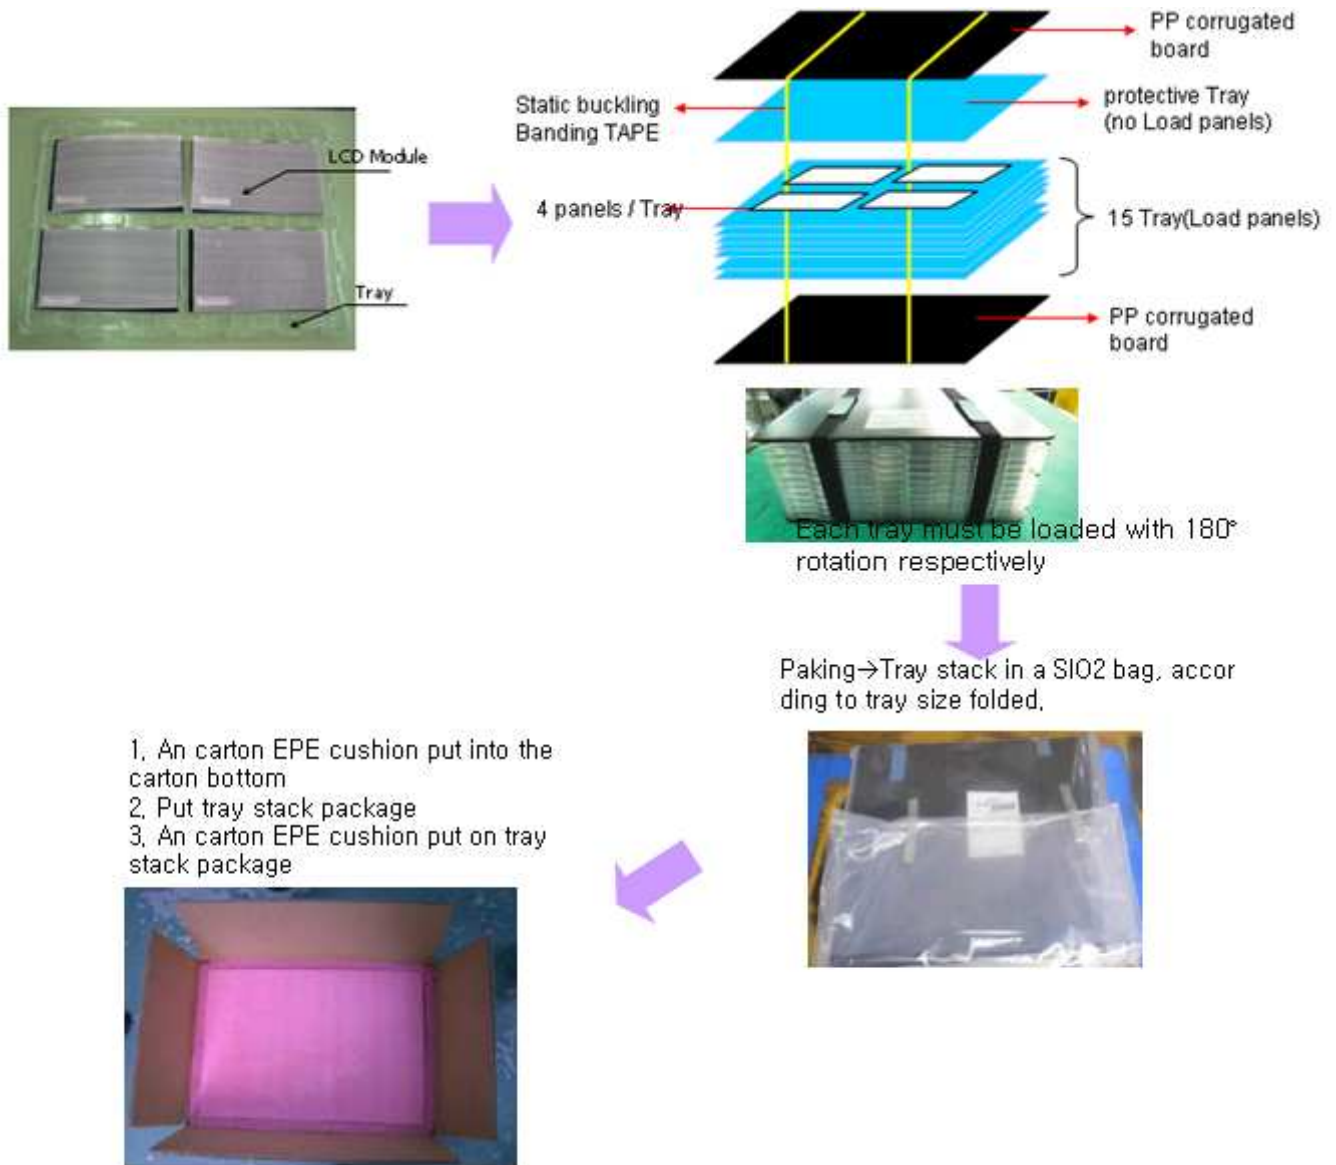 PP corrugated
board
Static buckling
Banding TAPE
protective Tray
(no Load panels)
LCD Module
4 panels / Tray
15 Tray(Load panels)
Tray
PP corrugated
board
Each tray must be loaded with 180°
rotation respectively
Paking→Tray stack in a SIO2 bag, accor
ding to tray size folded,
1, An carton EPE cushion put into the
carton bottom
2, Put tray stack package
3, An carton EPE cushion put on tray
stack package